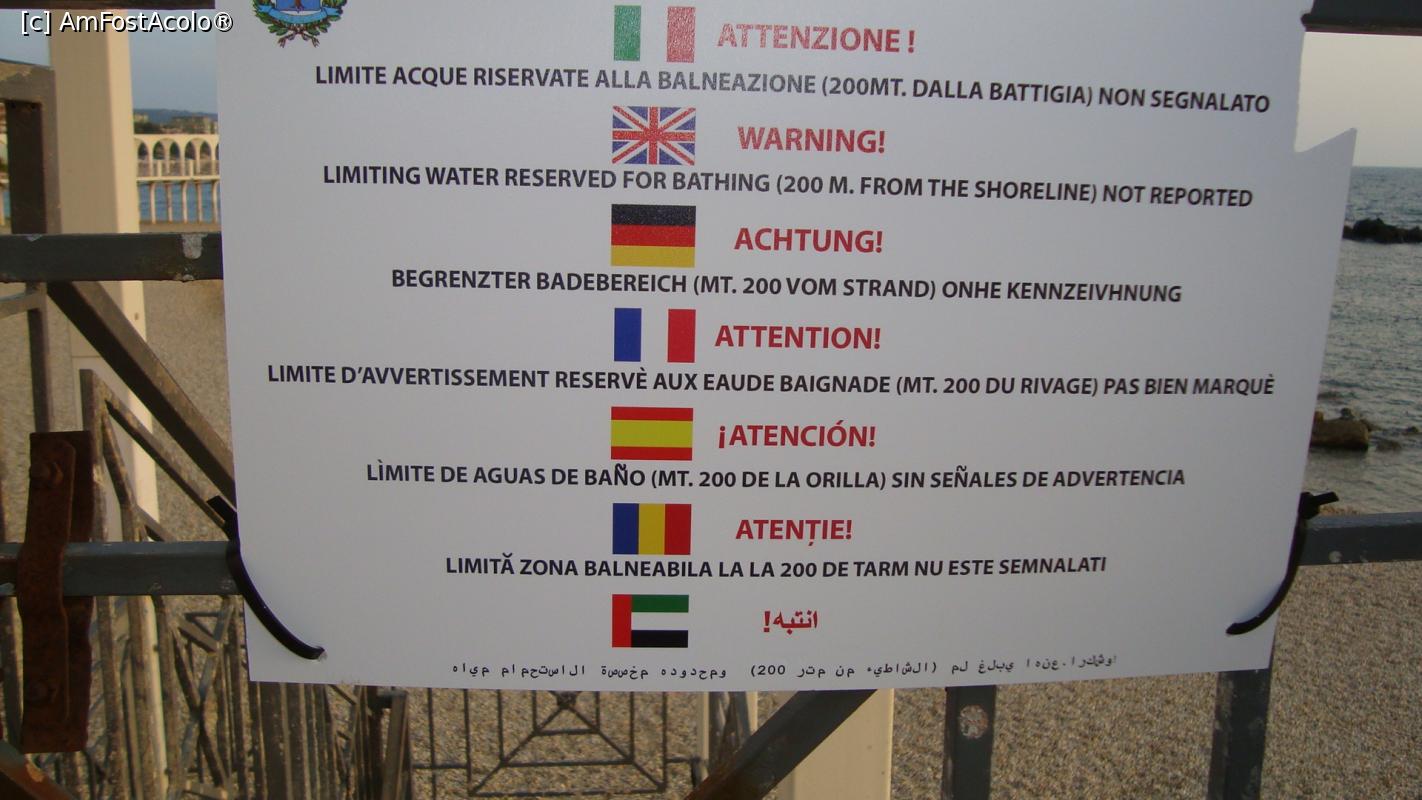 [c] AmFostAcolo®
ATTENZIONE !
LIMITE ACQUE RISERVATE ALLA BALNEAZIONE (200MT. DALLA BATTIGIA) NON SEGNALATO
WARNING!
LIMITING WATER RESERVED FOR BATHING (200 M. FROM THE SHORELINE) NOT REPORTED
ACHTUNG!
BEGRENZTER BADEBEREICH (MT. 200 VOM STRAND) ONHE KENNZEIVHNUNG
ATTENTION!
LIMITE D'AVVERTISSEMENT RESERVÈ AUX EAUDE BAIGNADE (MT. 200 DU RIVAGE) PAS BIEN MARQUÈ
¡ATENCIÓN!
LÌMITE DE AGUAS DE BAÑO (MT. 200 DE LA ORILLA) SIN SEÑALES DE ADVERTENCIA
ATENȚIE!
LIMITĂ ZONA BALNEABILA LA LA 200 DE TARM NU ESTE SEMNALATI
انتبه!